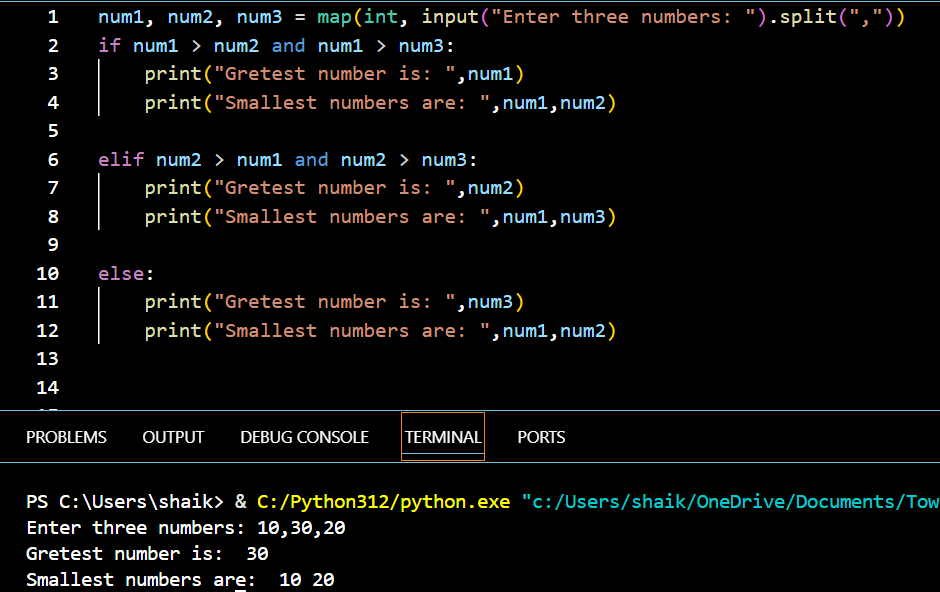 1 num1, num2, num3 = map(int, input("Enter three numbers: ").split(","))
2 if num1 > num2 and num1 > num3:
3     print("Gretest number is: ",num1)
4     print("Smallest numbers are: ",num1,num2)
5
6 elif num2 > num1 and num2 > num3:
7     print("Gretest number is: ",num2)
8     print("Smallest numbers are: ",num1,num3)
9
10 else:
11     print("Gretest number is: ",num3)
12     print("Smallest numbers are: ",num1,num2)
13
14
PROBLEMS OUTPUT DEBUG CONSOLE TERMINAL PORTS
PS C:\Users\shaik> & C:/Python312/python.exe "c:/Users/shaik/OneDrive/Documents/Tow
Enter three numbers: 10,30,20
Gretest number is:  30
Smallest numbers are:  10 20